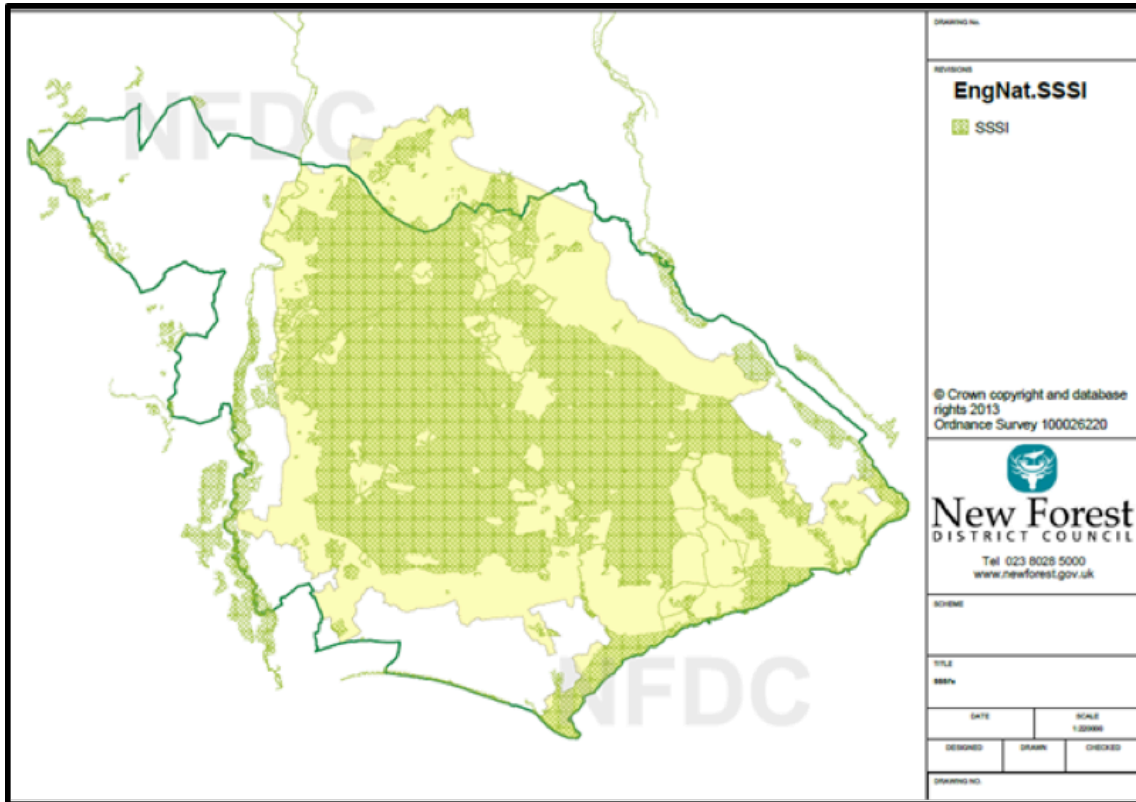 NFDC
NFDC
DRAWING No.
REVISIONS
EngNat.SSSI
SSSI
© Crown copyright and database
rights 2013
Ordnance Survey 100026220
New Forest
DISTRICT COUNCIL
Tel 023 8028 5000
www.newforest.gov.uk
SCHEME
TITLE
SSSI's
DATE
SCALE
DESIGNED
DRAWN
CHECKED
DRAWING NO.